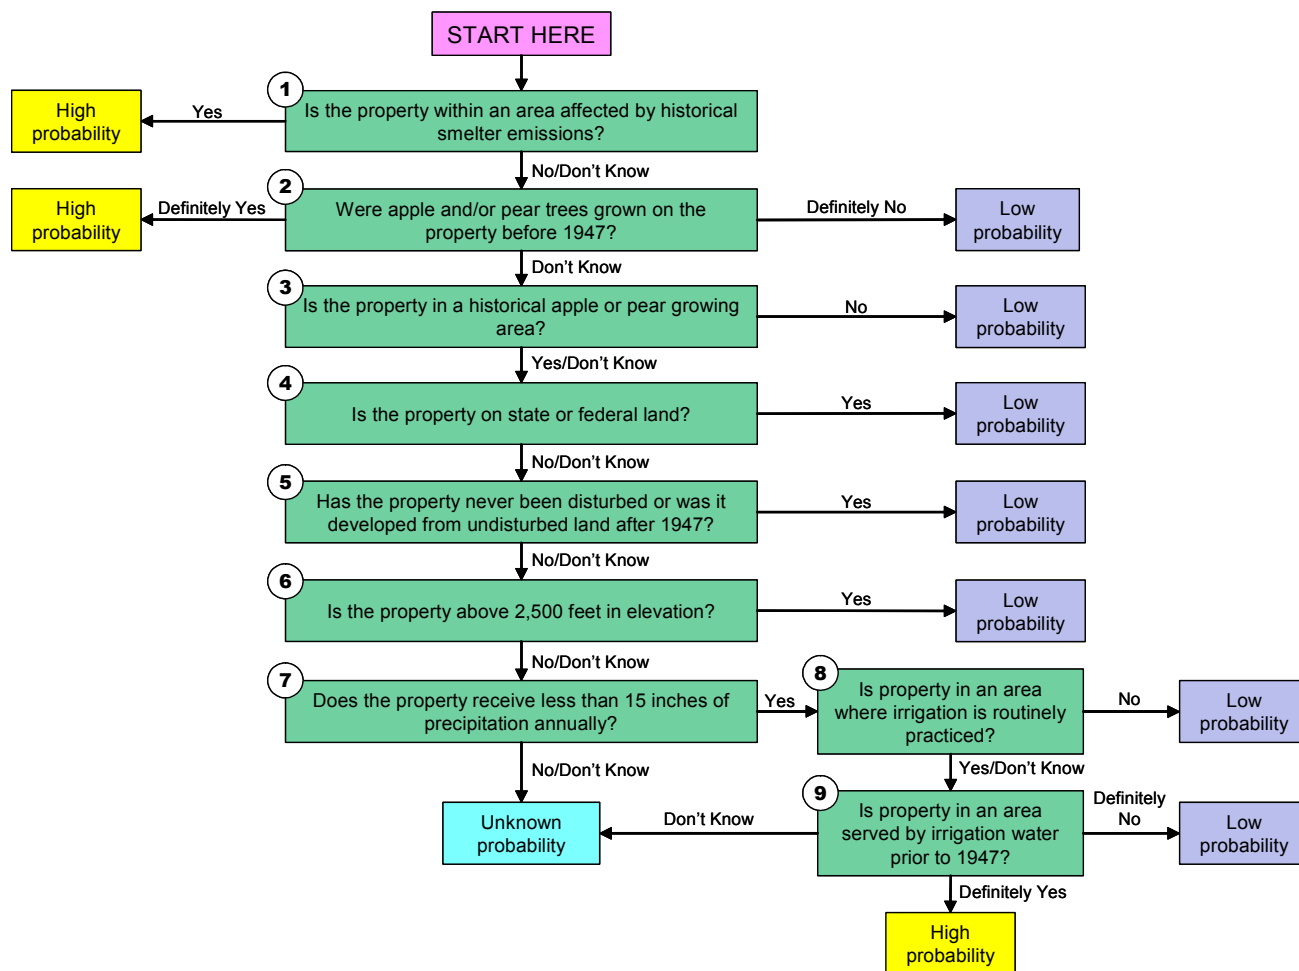 START HERE
1
Is the property within an area affected by historical
smelter emissions?
Yes
High
probability
No/Don't Know
2
Were apple and/or pear trees grown on the
property before 1947?
Definitely Yes
High
probability
Definitely No
Low
probability
Don't Know
3
Is the property in a historical apple or pear growing
area?
No
Low
probability
Yes/Don't Know
4
Is the property on state or federal land?
Yes
Low
probability
No/Don't Know
5
Has the property never been disturbed or was it
developed from undisturbed land after 1947?
Yes
Low
probability
No/Don't Know
6
Is the property above 2,500 feet in elevation?
Yes
Low
probability
No/Don't Know
7
Does the property receive less than 15 inches of
precipitation annually?
Yes
8
Is property in an area
where irrigation is routinely
practiced?
No
Low
probability
No/Don't Know
Yes/Don't Know
9
Is property in an area
served by irrigation water
prior to 1947?
Definitely
No
Low
probability
Don't Know
Unknown
probability
Definitely Yes
High
probability